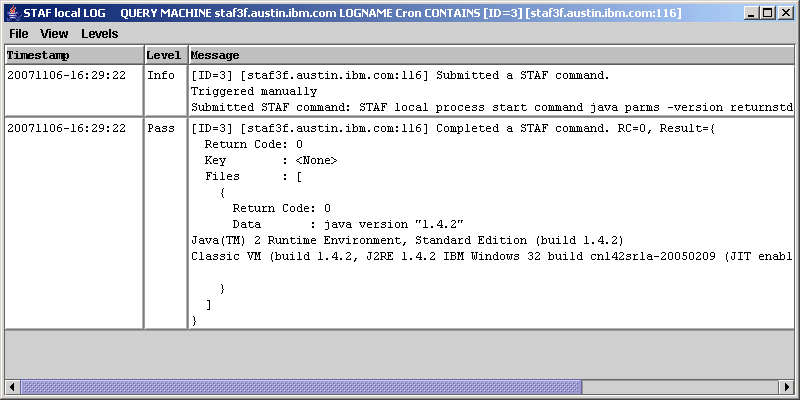 STAF local LOG QUERY MACHINE staf3f.austin.ibm.com LOGNAME Cron CONTAINS [ID=3] [staf3f.austin.ibm.com:116]
File View Levels
Timestamp Level Message
20071106-16:29:22 Info [ID=3] [staf3f.austin.ibm.com:116] Submitted a STAF command.
Triggered manually
Submitted STAF command: STAF local process start command java parms -version returnstd
20071106-16:29:22 Pass [ID=3] [staf3f.austin.ibm.com:116] Completed a STAF command. RC=0, Result={
Return Code: 0
Key : <None>
Files : [
{
Return Code: 0
Data : java version "1.4.2"
Java(TM) 2 Runtime Environment, Standard Edition (build 1.4.2)
Classic VM (build 1.4.2, J2RE 1.4.2 IBM Windows 32 build cn142srla-20050209 (JIT enabl
}
]
}